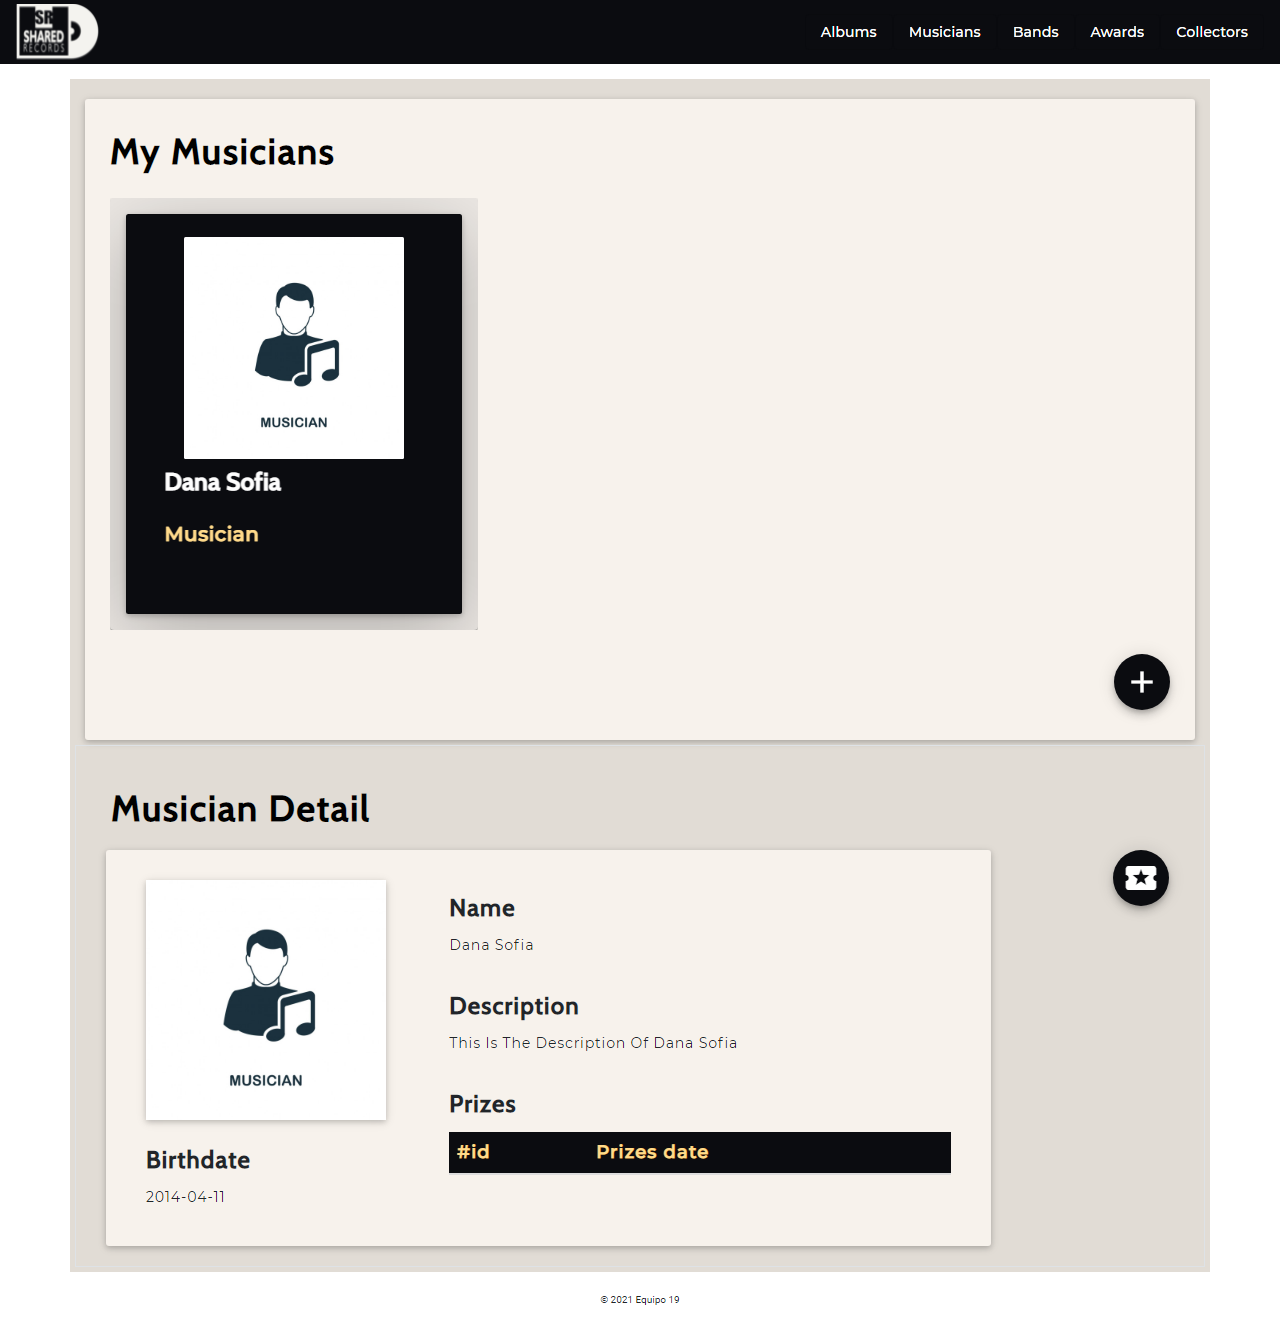 SR
SHARED
RECORDS
Albums
Musicians
Bands
Awards
Collectors
My Musicians
MUSICIAN
Dana Sofia
Musician
Musician Detail
MUSICIAN
Birthdate
2014-04-11
Name
Dana Sofia
Description
This Is The Description Of Dana Sofia
Prizes
#id Prizes date
© 2021 Equipo 19